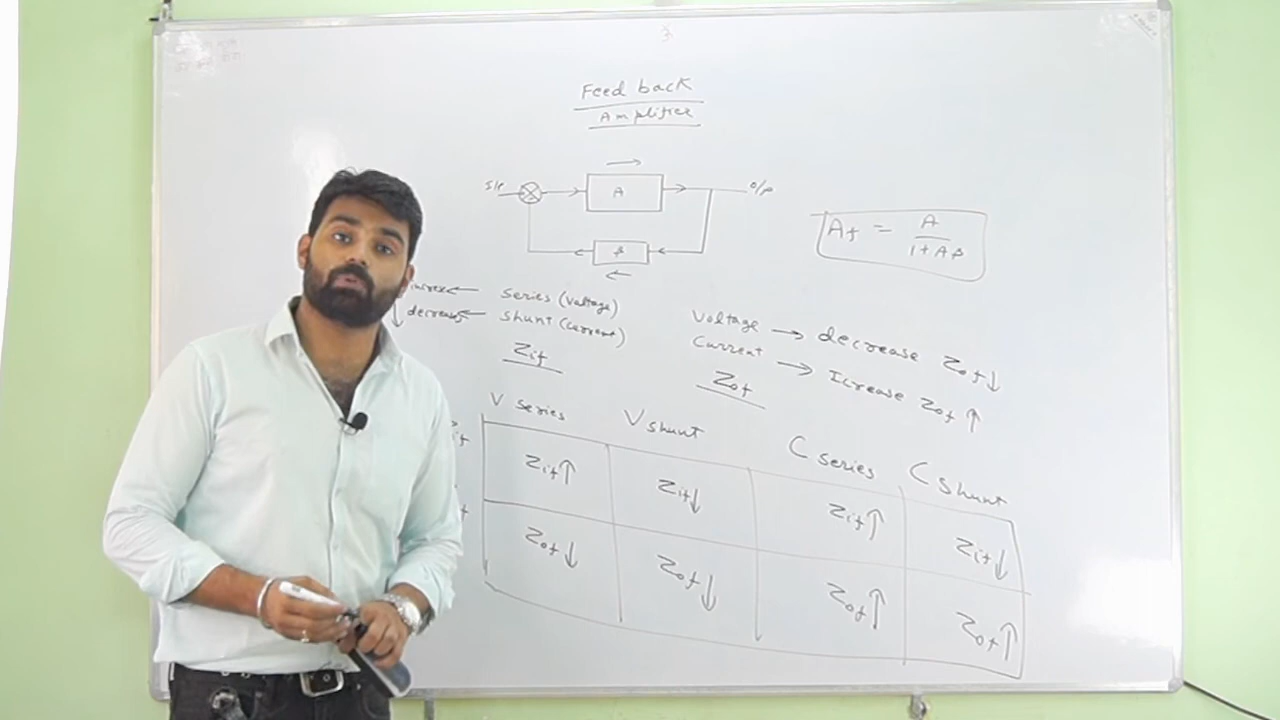 Feed back
Amplifier
I/P
A
O/P
β
Af = A / 1+Aβ
series (voltage)
decrease shunt (current)
Zif
Voltage → decrease Zof ↓
Current → Icrease Zof ↑
Zof
V series V shunt C series C shunt
Zif ↑ Zif ↓ Zif ↑ Zif ↓
Zof ↓ Zof ↓ Zof ↑ Zof ↑